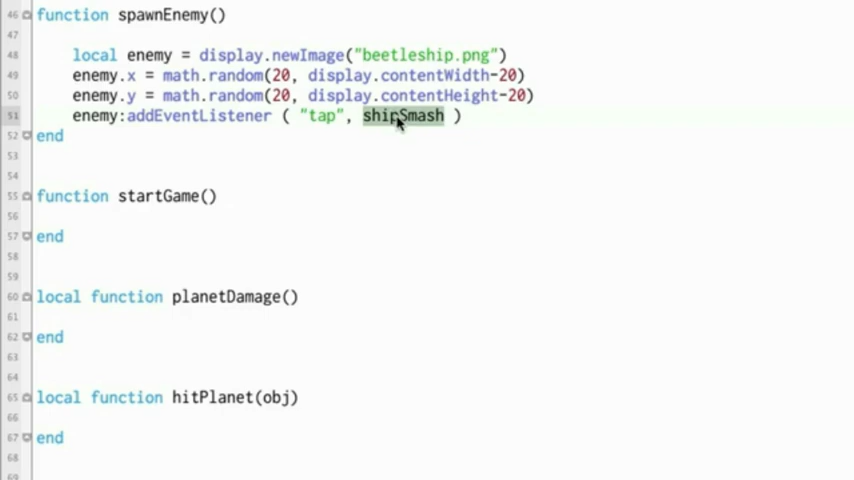 46 function spawnEnemy()
47
48 local enemy = display.newImage("beetleship.png")
49 enemy.x = math.random(20, display.contentWidth-20)
50 enemy.y = math.random(20, display.contentHeight-20)
51 enemy:addEventListener ( "tap", shipSmash )
52 end
53
54
55 function startGame()
56
57 end
58
59
60 local function planetDamage()
61
62 end
63
64
65 local function hitPlanet(obj)
66
67 end
68
69